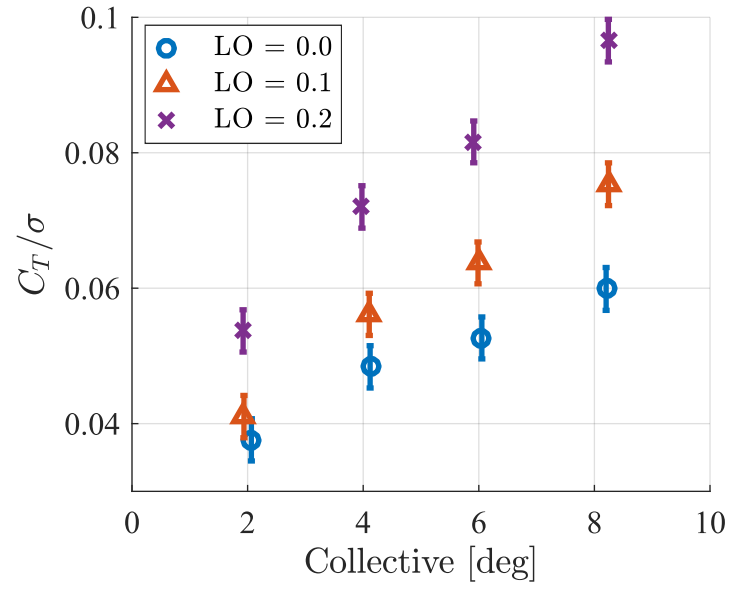 0.1
0.08
0.06
0.04
C_T/σ
LO = 0.0
LO = 0.1
LO = 0.2
0 2 4 6 8 10
Collective [deg]